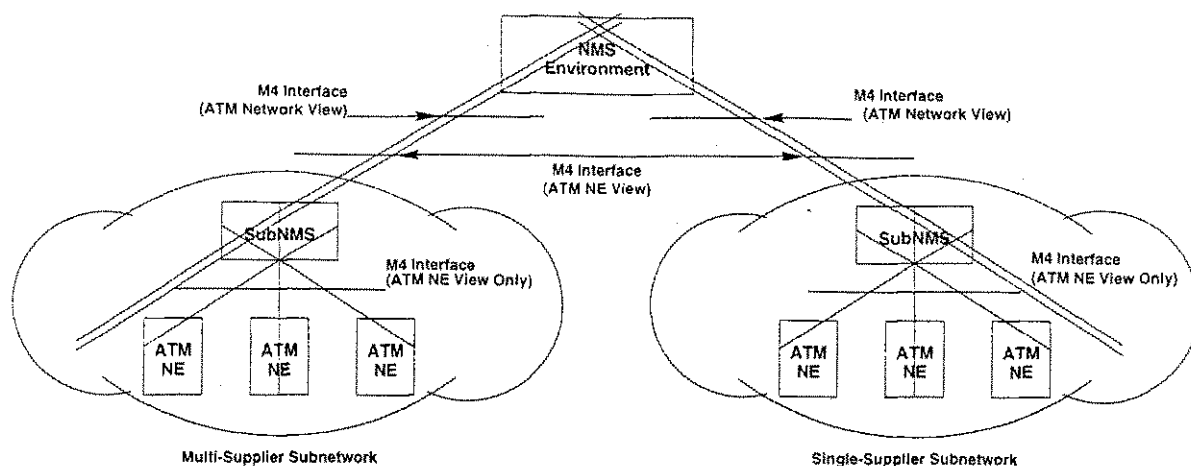 NMS
Environment
M4 Interface
(ATM Network View)
M4 Interface
(ATM Network View)
M4 Interface
(ATM NE View)
SubNMS
SubNMS
M4 Interface
(ATM NE View Only)
M4 Interface
(ATM NE View Only)
ATM
NE
ATM
NE
ATM
NE
ATM
NE
ATM
NE
ATM
NE
Multi-Supplier Subnetwork
Single-Supplier Subnetwork